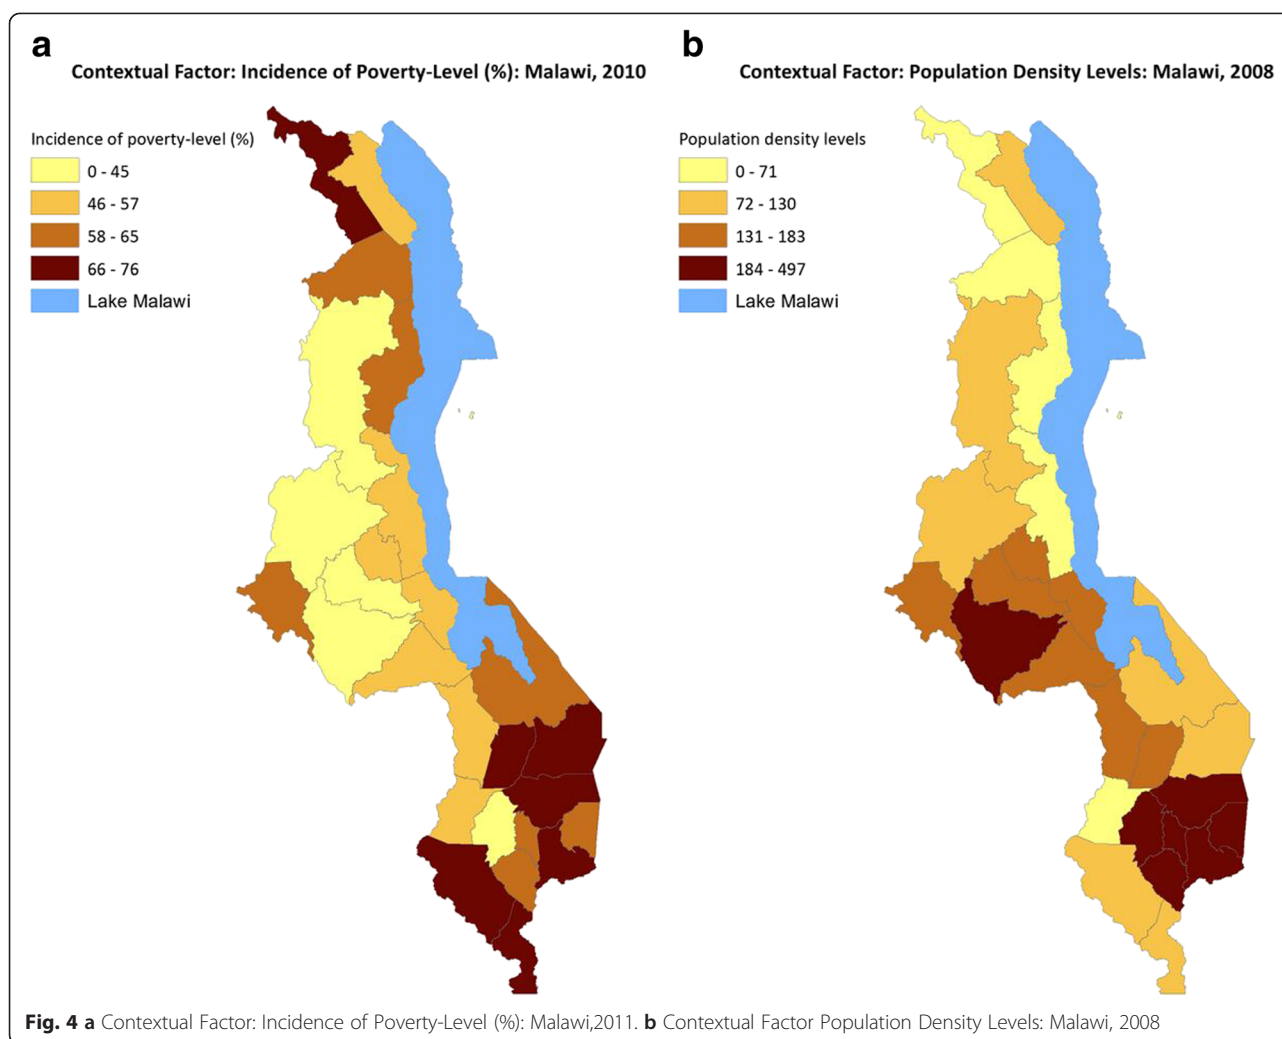 a
Contextual Factor: Incidence of Poverty-Level (%): Malawi, 2010
Incidence of poverty-level (%)
0 - 45
46 - 57
58 - 65
66 - 76
Lake Malawi
b
Contextual Factor: Population Density Levels: Malawi, 2008
Population density levels
0 - 71
72 - 130
131 - 183
184 - 497
Lake Malawi
Fig. 4 a Contextual Factor: Incidence of Poverty-Level (%): Malawi,2011. b Contextual Factor Population Density Levels: Malawi, 2008